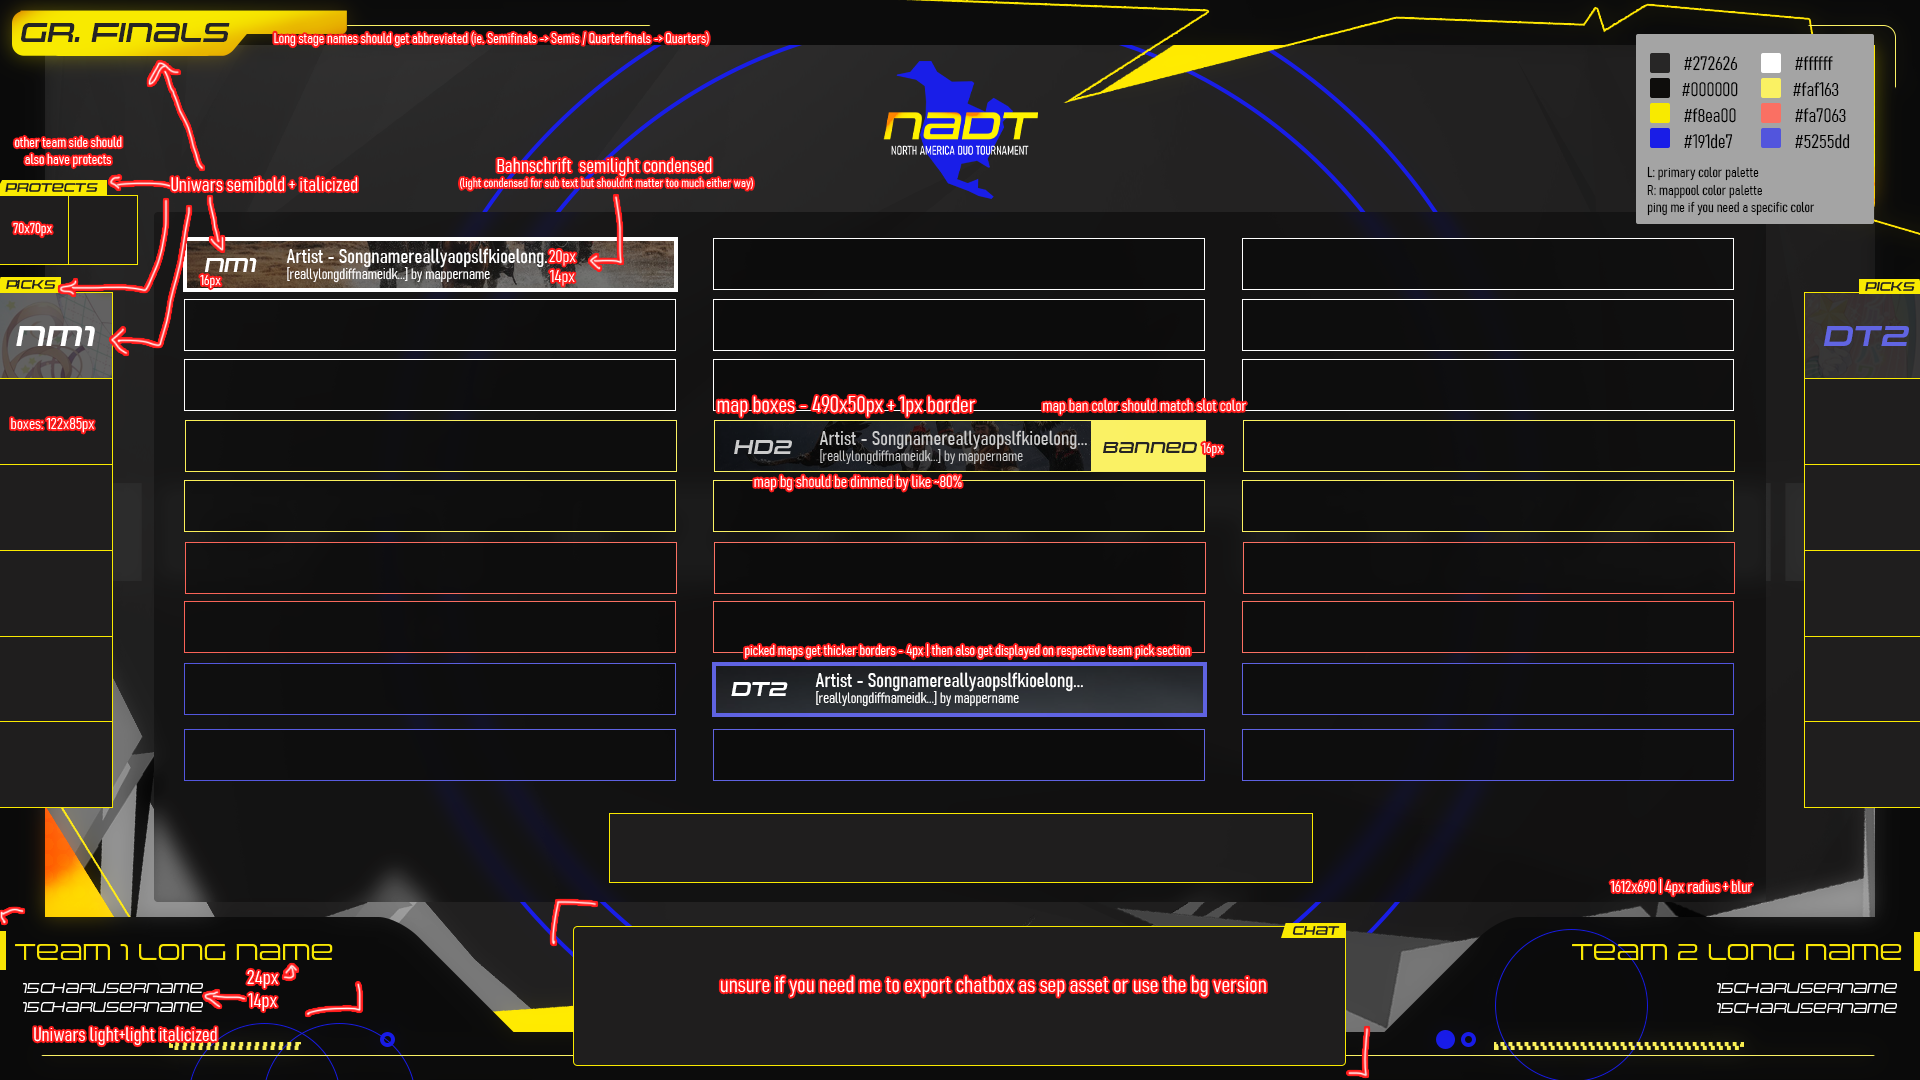 GR. FINALS
Long stage names should get abbreviated (ie. Semifinals -> Semis / Quarterfinals -> Quarters)
NADT
NORTH AMERICA DUO TOURNAMENT
#272626
#ffffff
#000000
#faf163
#f8ea00
#fa7063
#191de7
#5255dd
L: primary color palette
R: mappool color palette
ping me if you need a specific color
other team side should
also have protects
Bahnschrift semilight condensed
(light condensed for sub text but shouldnt matter too much either way)
Uniwars semibold + italicized
PROTECTS
70x70px
NM1
16px
Artist - Songnamereallyaopslfkioelong.
20px
[reallylongdiffnameidk...] by mappername
14px
PICKS
PICKS
NM1
DT2
map boxes - 490x50px + 1px border
map ban color should match slot color
boxes: 122x85px
HD2
Artist - Songnamereallyaopslfkioelong...
[reallylongdiffnameidk...] by mappername
BANNED
16px
map bg should be dimmed by like ~80%
picked maps get thicker borders - 4px | then also get displayed on respective team pick section
DT2
Artist - Songnamereallyaopslfkioelong...
[reallylongdiffnameidk...] by mappername
1612x690 | 4px radius + blur
TEAM 1 LONG NAME
24px
15CHARUSERNAME
15CHARUSERNAME
14px
Uniwars light+light italicized
CHAT
unsure if you need me to export chatbox as sep asset or use the bg version
TEAM 2 LONG NAME
15CHARUSERNAME
15CHARUSERNAME